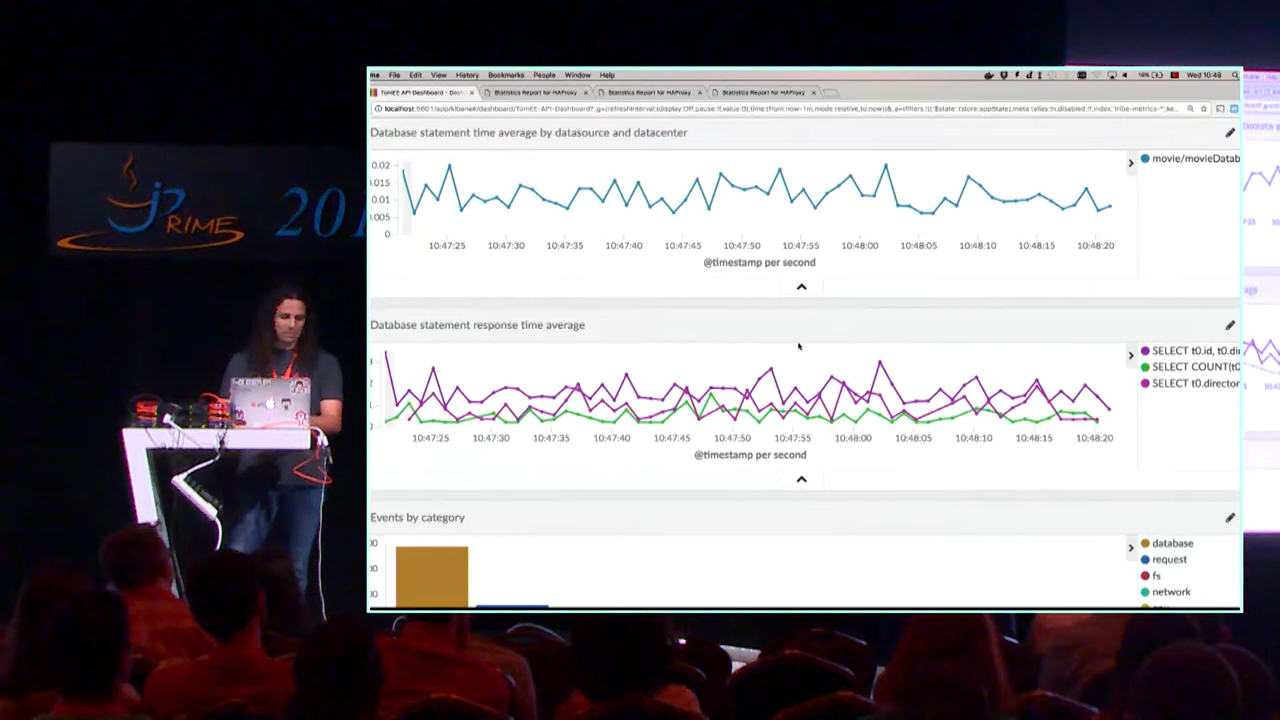 File Edit View History Bookmarks People Window Help
18% Wed 10:48
TomEE API Dashboard - Dash
Statistics Report for HAProxy
Statistics Report for HAProxy
Statistics Report for HAProxy
Database statement time average by datasource and datacenter
0.02
0.015
0.01
0.005
0
movie/movieDatab
10:47:25 10:47:30 10:47:35 10:47:40 10:47:45 10:47:50 10:47:55 10:48:00 10:48:05 10:48:10 10:48:15 10:48:20
@timestamp per second
jPRIME 201
Database statement response time average
SELECT t0.id, t0.di
SELECT COUNT(t0
SELECT t0.director
10:47:25 10:47:30 10:47:35 10:47:40 10:47:45 10:47:50 10:47:55 10:48:00 10:48:05 10:48:10 10:48:15 10:48:20
@timestamp per second
Events by category
database
request
fs
network